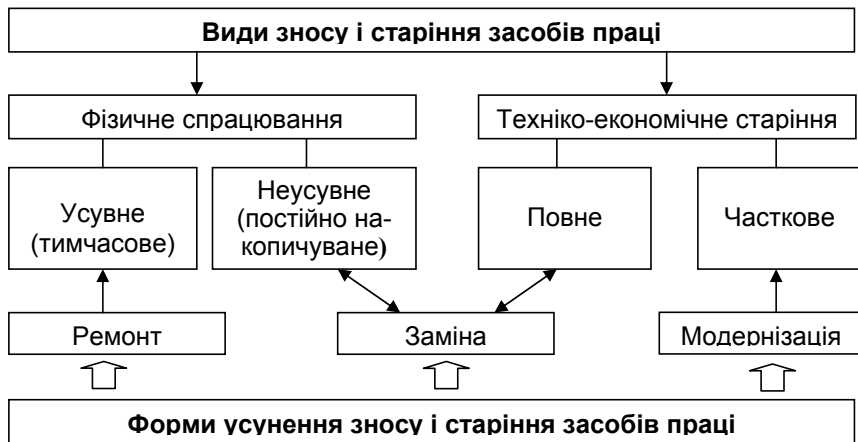 Види зносу і старіння засобів праці
Фізичне спрацювання
Техніко-економічне старіння
Усувне
(тимчасове)
Неусувне
(постійно на-
копичуване)
Повне
Часткове
Ремонт
Заміна
Модернізація
Форми усунення зносу і старіння засобів праці